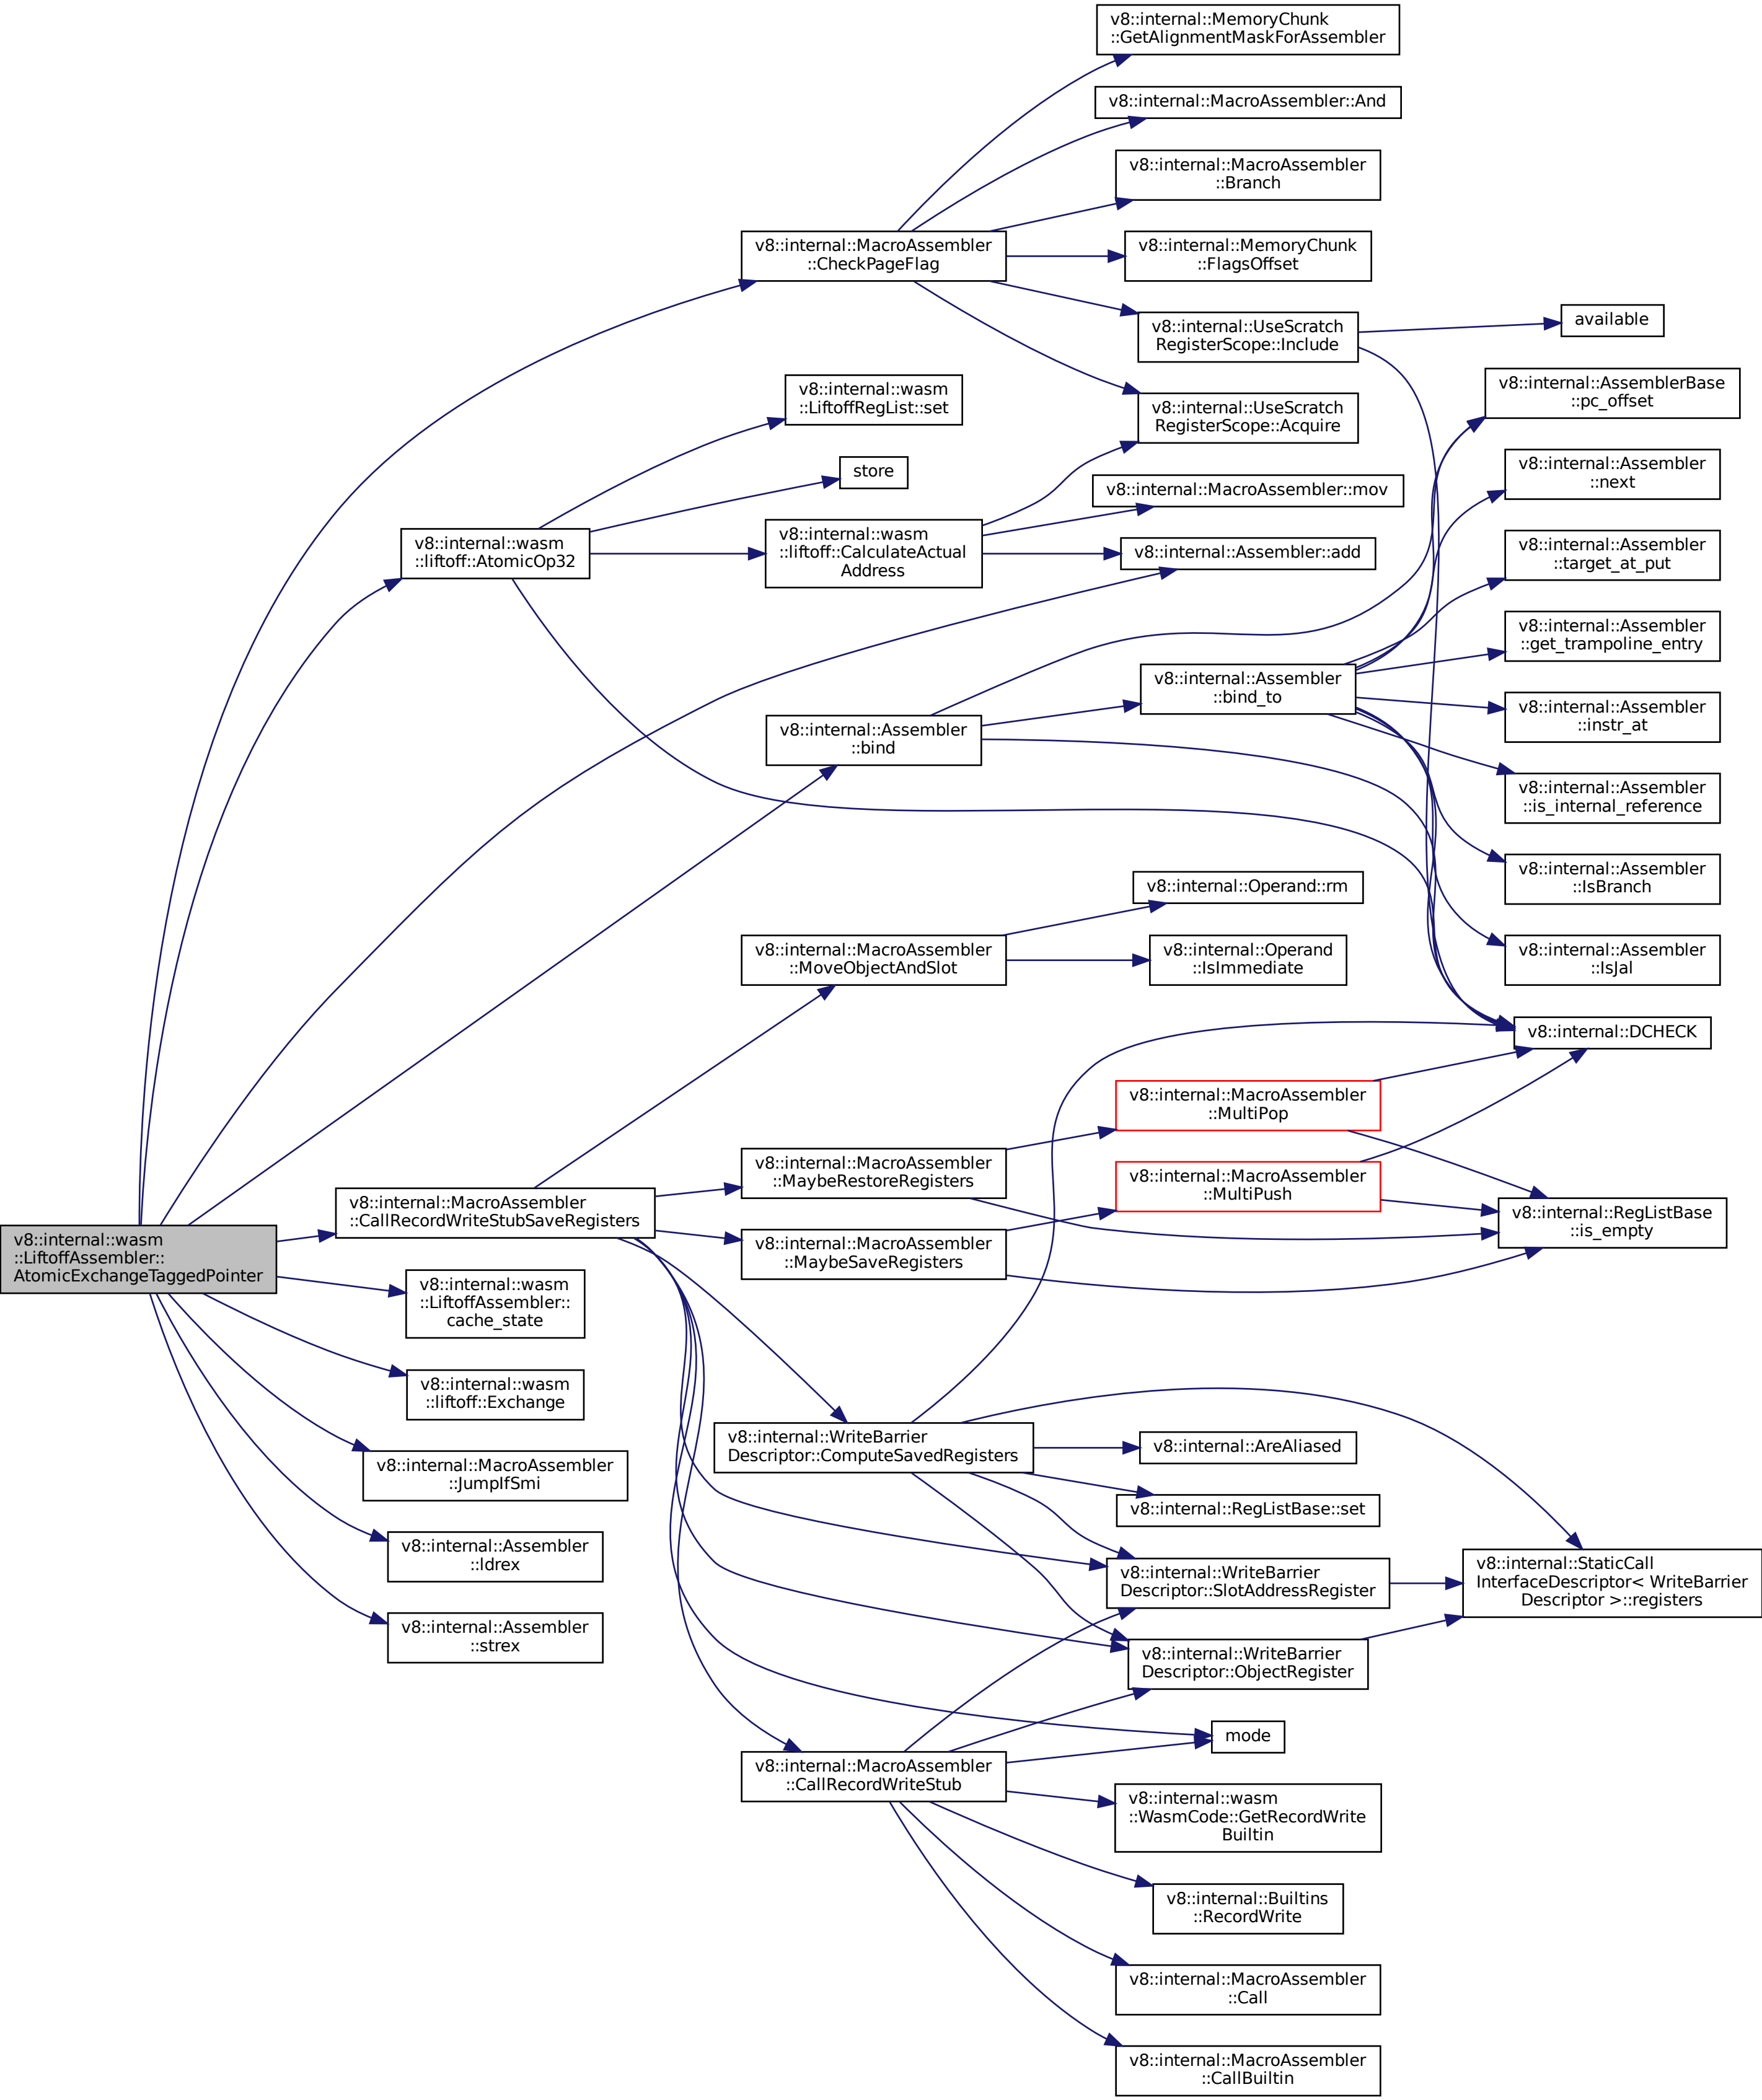 v8::internal::MemoryChunk
::GetAlignmentMaskForAssembler
v8::internal::MacroAssembler::And
v8::internal::MacroAssembler
::Branch
v8::internal::MacroAssembler
::CheckPageFlag
v8::internal::MemoryChunk
::FlagsOffset
v8::internal::UseScratch
RegisterScope::Include
available
v8::internal::AssemblerBase
::pc_offset
v8::internal::wasm
::LiftoffRegList::set
v8::internal::UseScratch
RegisterScope::Acquire
store
v8::internal::Assembler
::next
v8::internal::MacroAssembler::mov
v8::internal::wasm
::liftoff::AtomicOp32
v8::internal::wasm
::liftoff::CalculateActual
Address
v8::internal::Assembler::add
v8::internal::Assembler
::target_at_put
v8::internal::Assembler
::get_trampoline_entry
v8::internal::Assembler
::bind
v8::internal::Assembler
::bind_to
v8::internal::Assembler
::instr_at
v8::internal::Assembler
::is_internal_reference
v8::internal::Assembler
::IsBranch
v8::internal::Operand::rm
v8::internal::MacroAssembler
::MoveObjectAndSlot
v8::internal::Operand
::IsImmediate
v8::internal::Assembler
::IsJal
v8::internal::DCHECK
v8::internal::MacroAssembler
::MultiPop
v8::internal::MacroAssembler
::MaybeRestoreRegisters
v8::internal::MacroAssembler
::MultiPush
v8::internal::RegListBase
::is_empty
v8::internal::MacroAssembler
::CallRecordWriteStubSaveRegisters
v8::internal::MacroAssembler
::MaybeSaveRegisters
v8::internal::wasm
::LiftoffAssembler::
AtomicExchangeTaggedPointer
v8::internal::wasm
::LiftoffAssembler::
cache_state
v8::internal::wasm
::liftoff::Exchange
v8::internal::WriteBarrier
Descriptor::ComputeSavedRegisters
v8::internal::AreAliased
v8::internal::MacroAssembler
::JumpIfSmi
v8::internal::RegListBase::set
v8::internal::Assembler
::ldrex
v8::internal::WriteBarrier
Descriptor::SlotAddressRegister
v8::internal::StaticCall
InterfaceDescriptor< WriteBarrier
Descriptor >::registers
v8::internal::Assembler
::strex
v8::internal::WriteBarrier
Descriptor::ObjectRegister
mode
v8::internal::MacroAssembler
::CallRecordWriteStub
v8::internal::wasm
::WasmCode::GetRecordWrite
Builtin
v8::internal::Builtins
::RecordWrite
v8::internal::MacroAssembler
::Call
v8::internal::MacroAssembler
::CallBuiltin